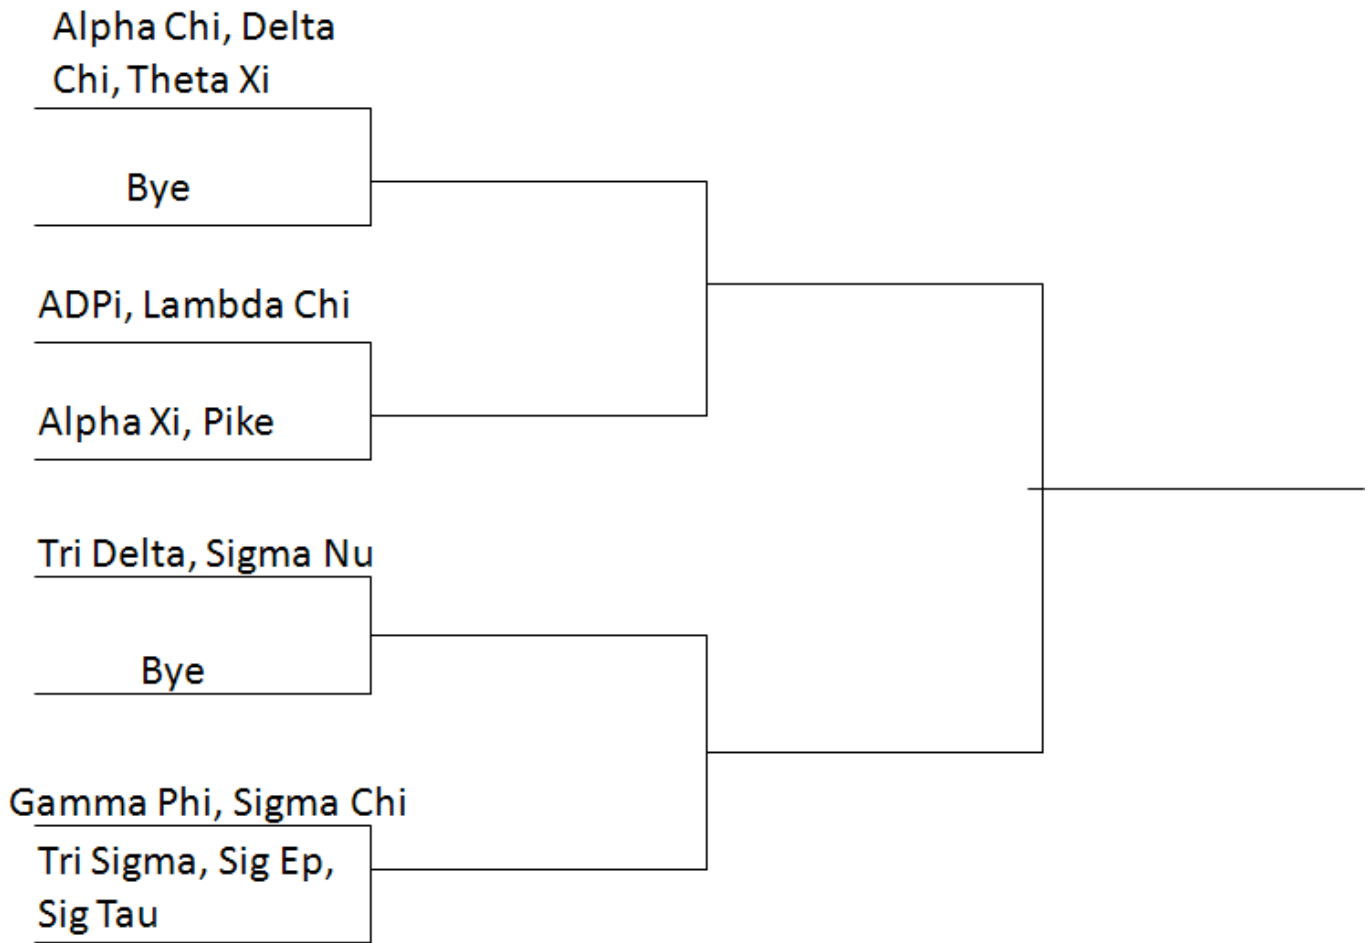 Alpha Chi, Delta
Chi, Theta Xi
Bye
ADPi, Lambda Chi
Alpha Xi, Pike
Tri Delta, Sigma Nu
Bye
Gamma Phi, Sigma Chi
Tri Sigma, Sig Ep,
Sig Tau